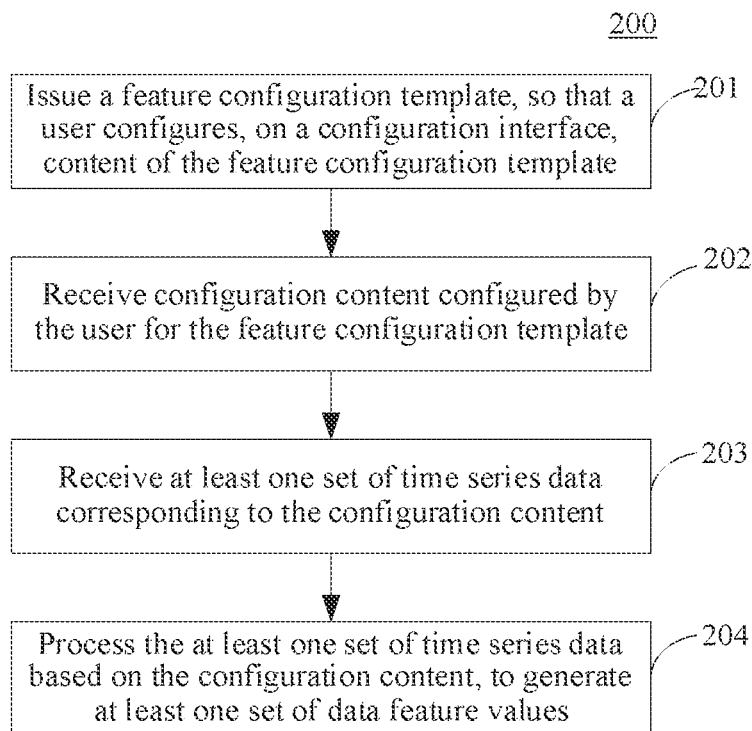 200
Issue a feature configuration template, so that a
user configures, on a configuration interface,
content of the feature configuration template
201
202
Receive configuration content configured by
the user for the feature configuration template
203
Receive at least one set of time series data
corresponding to the configuration content
204
Process the at least one set of time series data
based on the configuration content, to generate
at least one set of data feature values